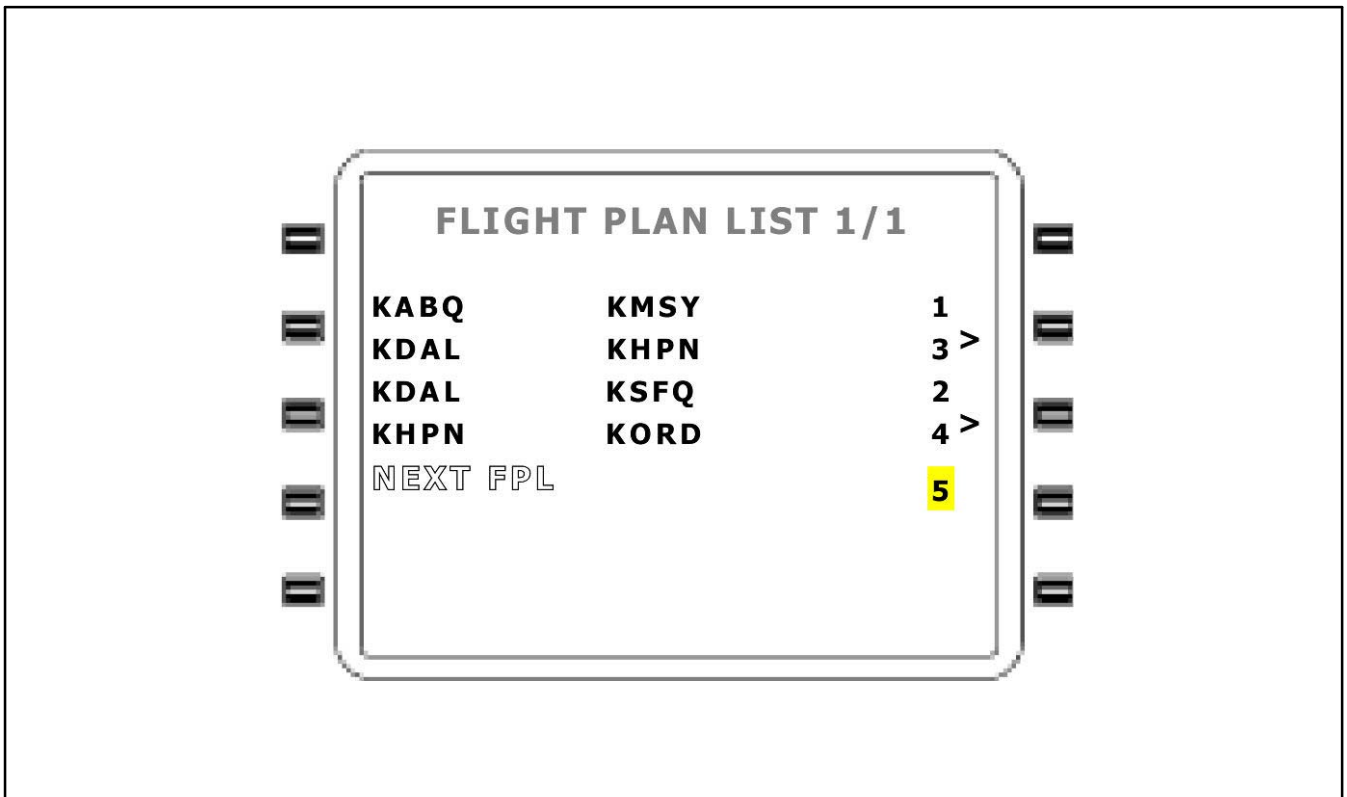 FLIGHT PLAN LIST 1/1
KABQ KMSY 1
KDAL KHPN 3 >
KDAL KSFQ 2
KHPN KORD 4 >
NEXT FPL 5